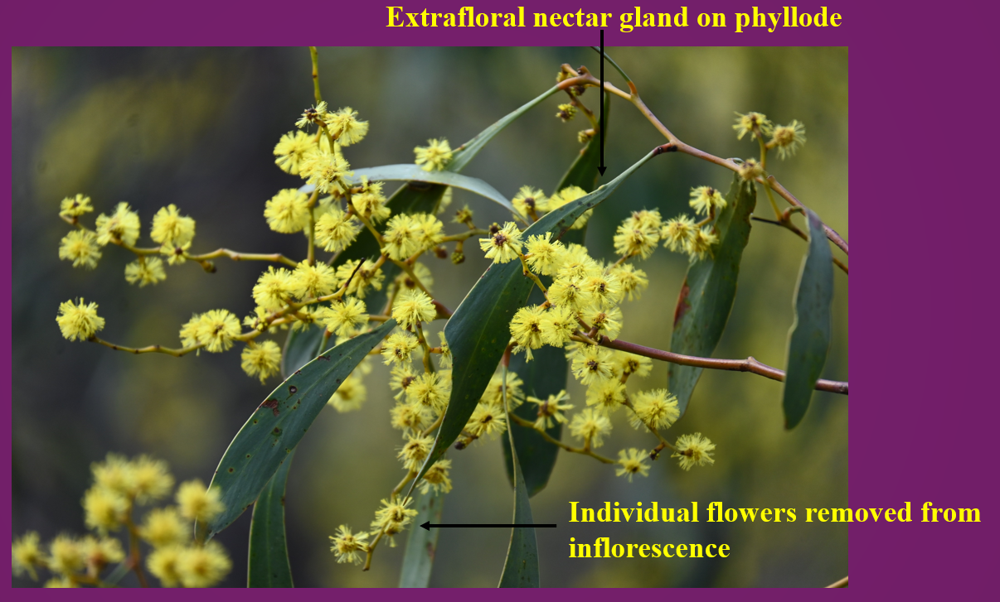 Extrafloral nectar gland on phyllode
Individual flowers removed from
inflorescence